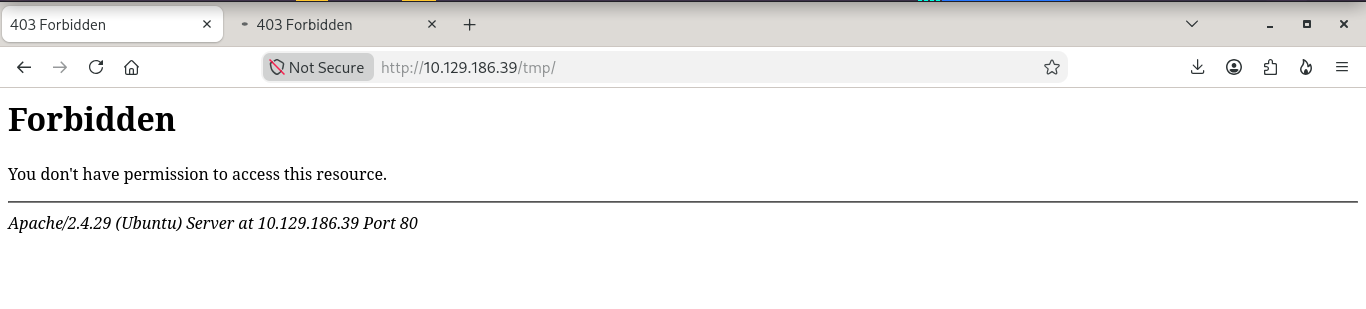 403 Forbidden
403 Forbidden
Not Secure
http://10.129.186.39/tmp/
Forbidden
You don't have permission to access this resource.
Apache/2.4.29 (Ubuntu) Server at 10.129.186.39 Port 80